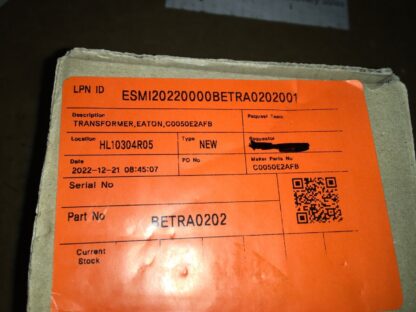 LPN ID ESMI20220000BETRA0202001
Description
TRANSFORMER,EATON,C0050E2AFB
Request Team
Location HL10304R05
Type NEW
Requestor
Date
2022-12-21 08:45:07
PO No
Maker Parts No
C0050E2AFB
Serial No
Part No BETRA0202
Current
Stock